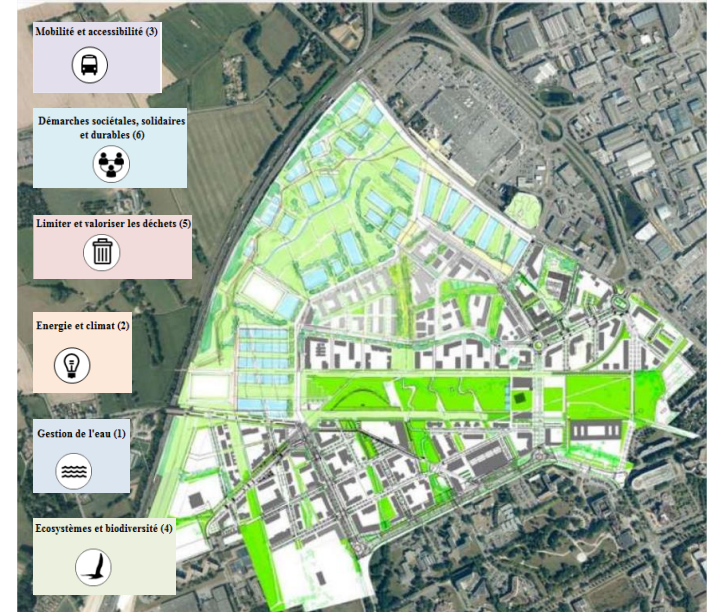 Mobilité et accessibilité (3)
Démarches sociétales, solidaires
et durables (6)
Limiter et valoriser les déchets (5)
Energie et climat (2)
Gestion de l'eau (1)
Ecosystèmes et biodiversité (4)